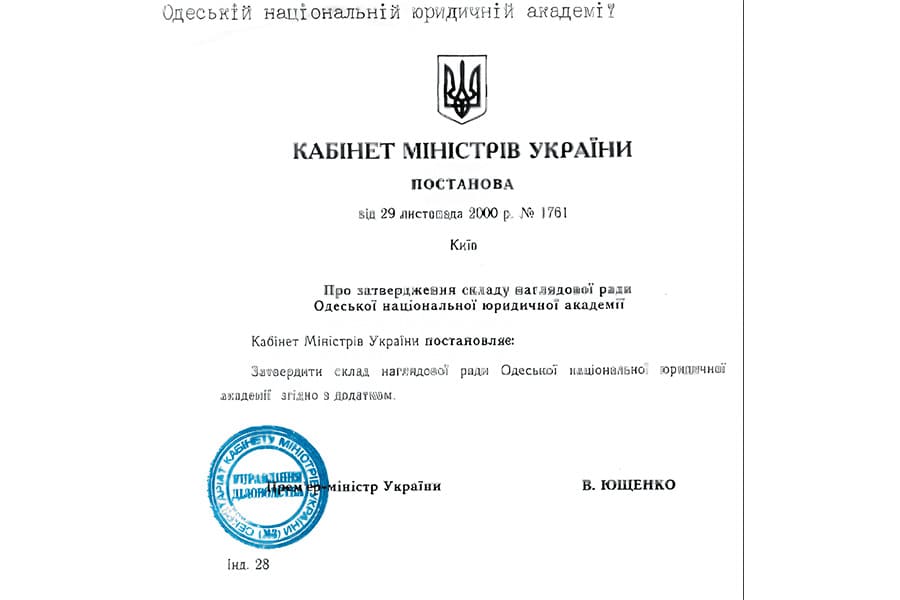 Одеській національній юридичній академії
КАБІНЕТ МІНІСТРІВ УКРАЇНИ
ПОСТАНОВА
від 29 листопада 2000 р. № 1761
Київ
Про затвердження складу наглядової ради
Одеської національної юридичної академії
Кабінет Міністрів України постановляє:
Затвердити склад наглядової ради Одеської національної юридичної
академії згідно з додатком.
СЕКРЕТАРІАТ КАБІНЕТУ МІНІСТРІВ УКРАЇНИ
УПРАВЛІННЯ
ДІЛОВОДСТВА
(М3)
Прем'єр-міністр України
В. ЮЩЕНКО
Інд. 28